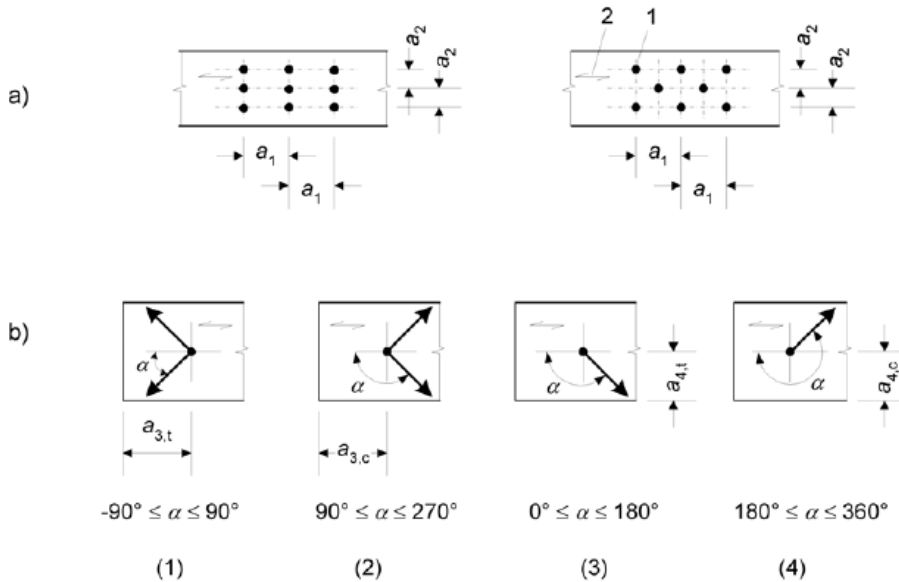 2 1
a2 a2 a2 a2
a)
a1 a1
a1 a1
b)
α α α α
a4,t a4,c
a3,t a3,c
-90° ≤ α ≤ 90° 90° ≤ α ≤ 270° 0° ≤ α ≤ 180° 180° ≤ α ≤ 360°
(1) (2) (3) (4)